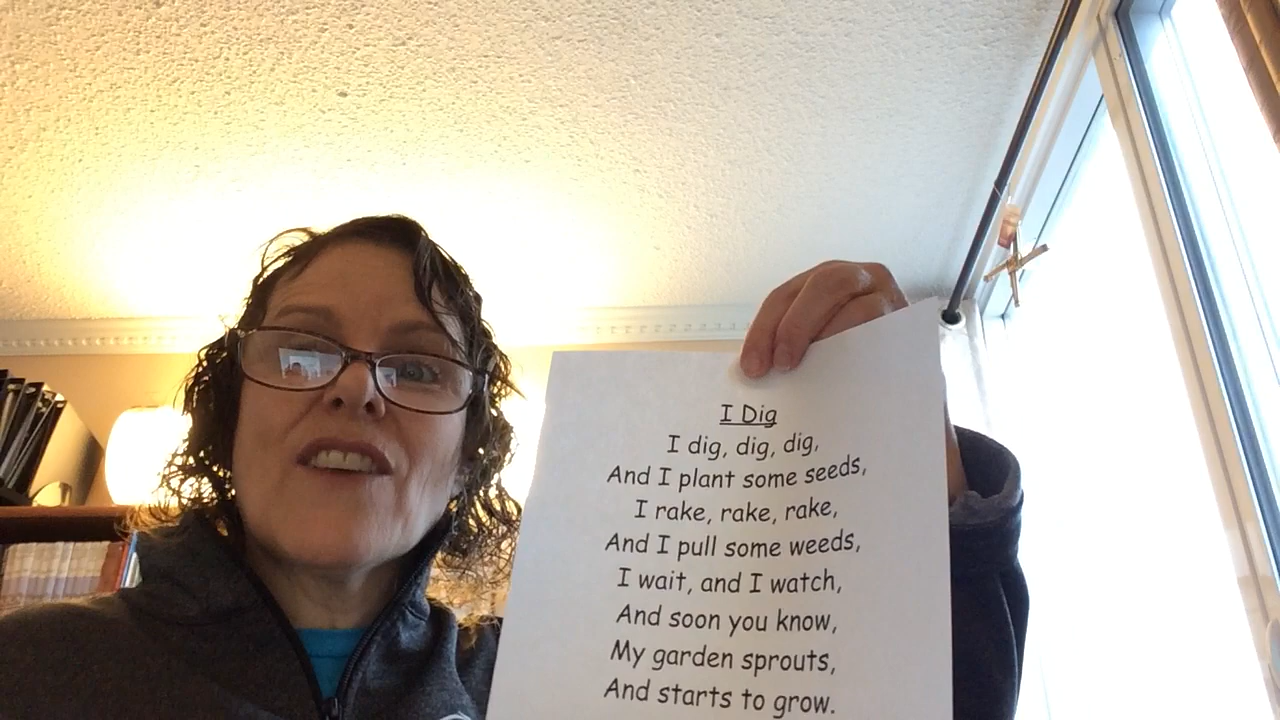 I Dig
I dig, dig, dig,
And I plant some seeds,
I rake, rake, rake,
And I pull some weeds,
I wait, and I watch,
And soon you know,
My garden sprouts,
And starts to grow.